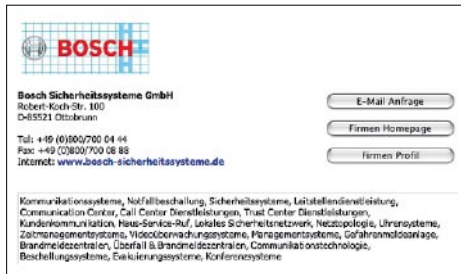 BOSCH
Bosch Sicherheitssysteme GmbH
Robert-Koch-Str. 100
D-85521 Ottobrunn
Tel: +49 (0)800/700 04 44
Fax: +49 (0)800/700 08 88
Internet: www.bosch-sicherheitssysteme.de
E-Mail Anfrage
Firmen Homepage
Firmen Profil
Kommunikationssysteme, Notfallbeschallung, Sicherheitssysteme, Leitstellendienstleistung,
Communication Center, Call Center Dienstleistungen, Trust Center Dienstleistungen,
Kundenkommunikation, Haus-Service-Ruf, Lokales Sicherheitsnetzwerk, Netztopologie, Uhrensysteme,
Zeitmanagementsysteme, Videoüberwachungssysteme, Managementsysteme, Gefahrenmeldeanlage,
Brandmeldezentralen, Überfall & Brandmeldezentralen, Communikationstechnologie,
Beschallungssysteme, Evakuierungssysteme, Konferenzsysteme